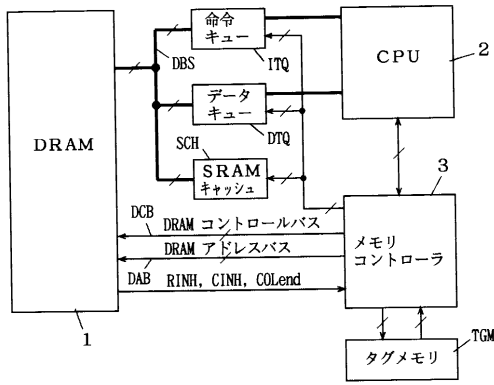 命令
キュー
ITQ
DBS
CPU
2
データ
キュー
DTQ
DRAM
SCH
SRAM
キャッシュ
3
DCB
DRAM コントロールバス
DRAM アドレスバス
DAB
RINH, CINH, COLend
メモリ
コントローラ
1
TGM
タグメモリ